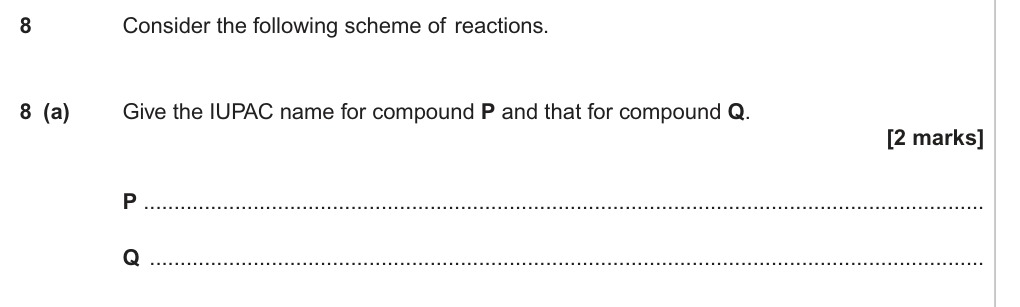 8 Consider the following scheme of reactions.
8 (a) Give the IUPAC name for compound P and that for compound Q.
[2 marks]
P ........................................................................................................................................
Q ........................................................................................................................................